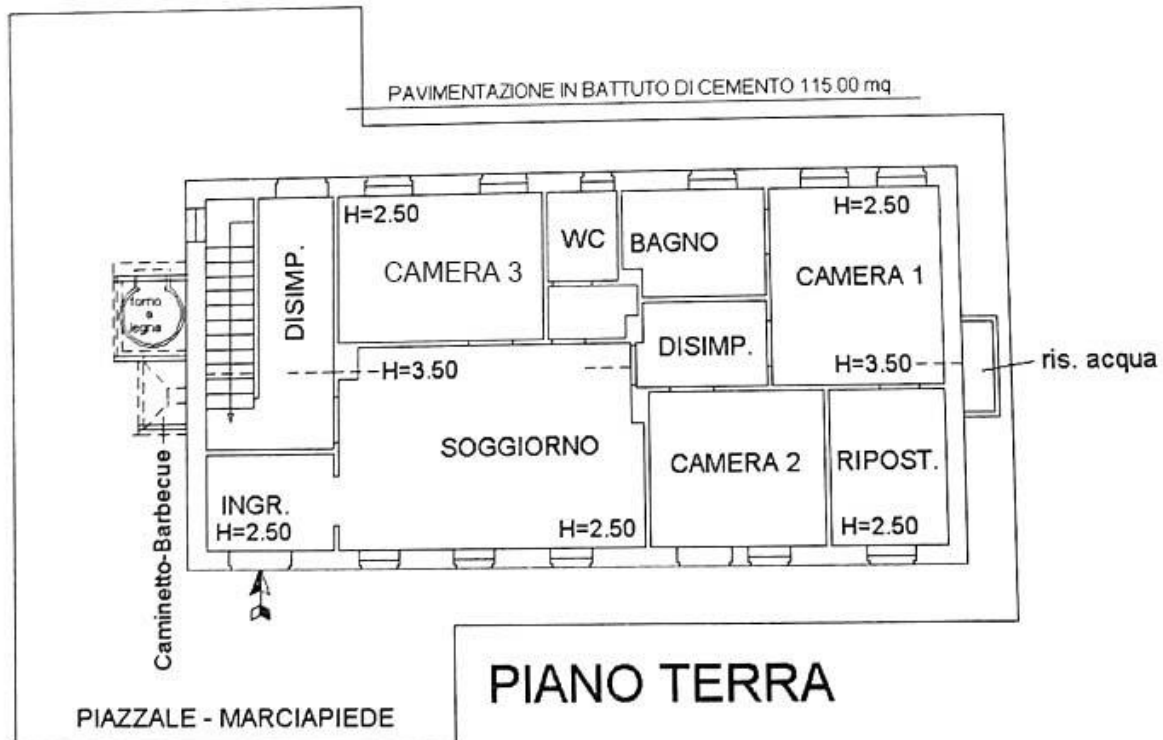 PAVIMENTAZIONE IN BATTUTO DI CEMENTO 115.00 mq
H=2.50
CAMERA 3
WC
BAGNO
H=2.50
CAMERA 1
DISIMP.
forno
a
legna
DISIMP.
H=3.50
H=3.50
ris. acqua
SOGGIORNO
CAMERA 2
RIPOST.
INGR.
H=2.50
H=2.50
H=2.50
Caminetto-Barbecue
PIANO TERRA
PIAZZALE - MARCIAPIEDE